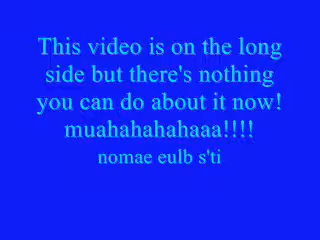 This video is on the long
side but there's nothing
you can do about it now!
muahahahahaaa!!!!
nomae eulb s'ti